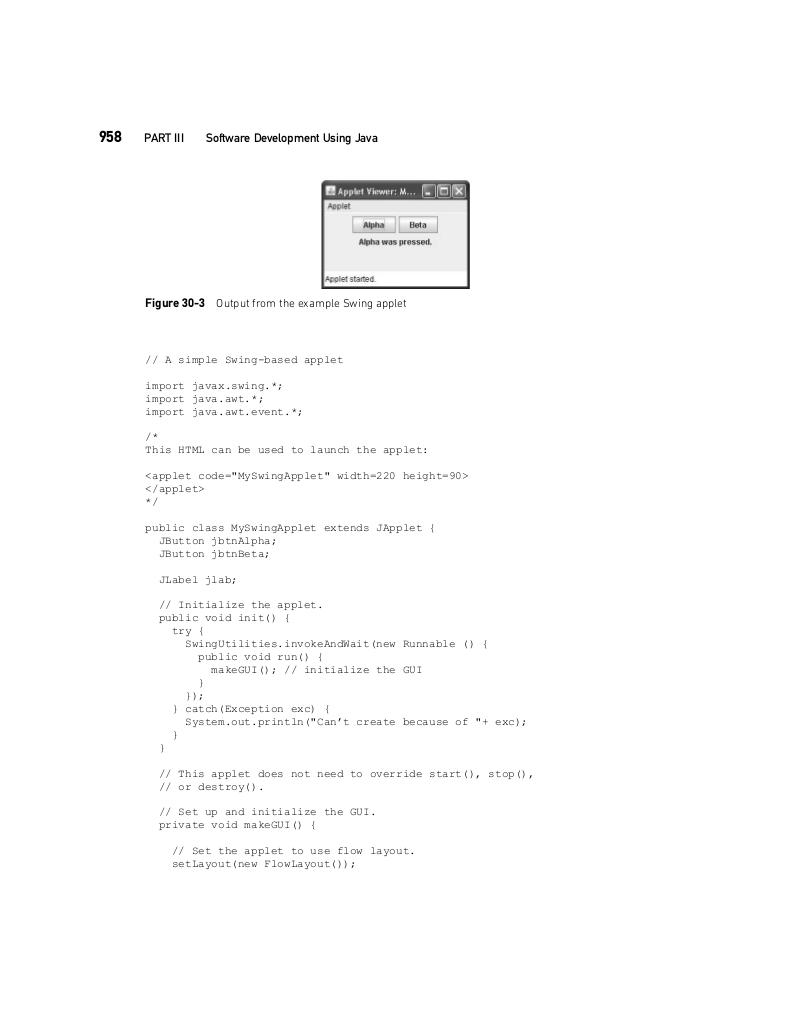 958 PART III Software Development Using Java
Applet Viewer: M...
Applet
Alpha Beta
Alpha was pressed.
Applet started.
Figure 30-3 Output from the example Swing applet
// A simple Swing-based applet
import javax.swing.*;
import java.awt.*;
import java.awt.event.*;
/*
This HTML can be used to launch the applet:
<applet code="MySwingApplet" width=220 height=90>
</applet>
*/
public class MySwingApplet extends JApplet {
JButton jbtnAlpha;
JButton jbtnBeta;
JLabel jlab;
// Initialize the applet.
public void init() {
try {
SwingUtilities.invokeAndWait(new Runnable () {
public void run() {
makeGUI(); // initialize the GUI
}
});
} catch(Exception exc) {
System.out.println("Can’t create because of "+ exc);
}
}
// This applet does not need to override start(), stop(),
// or destroy().
// Set up and initialize the GUI.
private void makeGUI() {
// Set the applet to use flow layout.
setLayout(new FlowLayout());